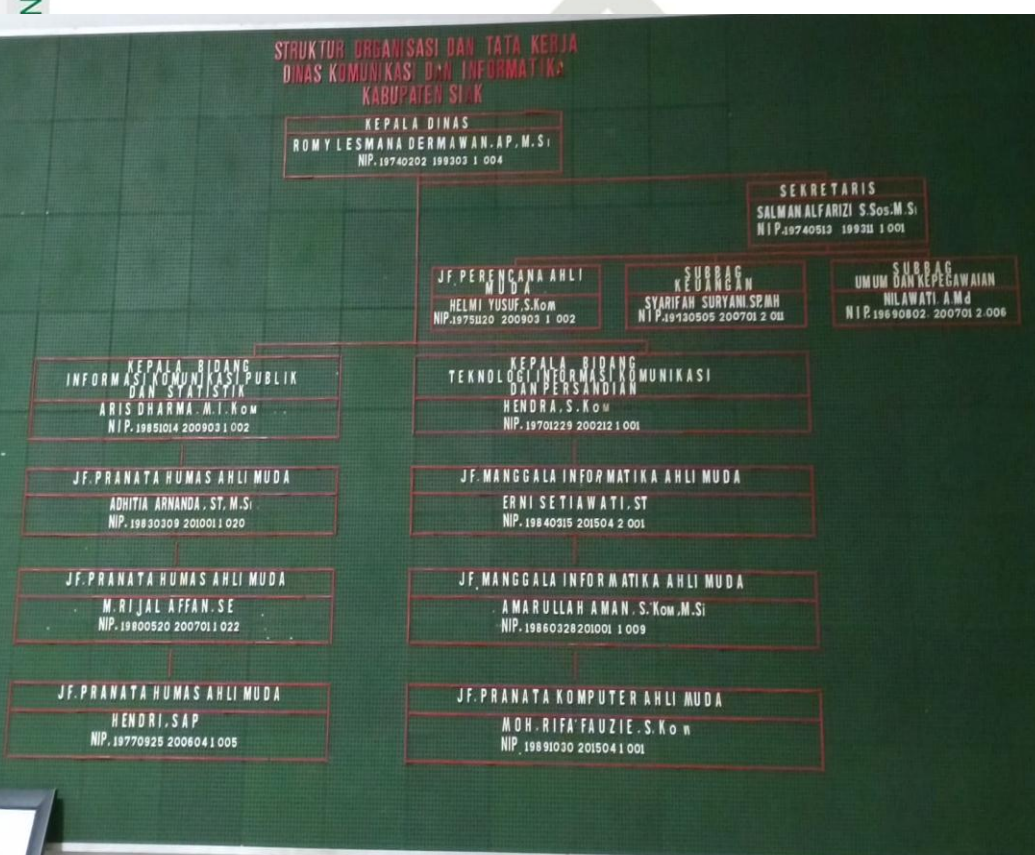 STRUKTUR ORGANISASI DAN TATA KERJA
DINAS KOMUNIKASI DAN INFORMATIKA
KABUPATEN SIAK
KEPALA DINAS
ROMY LESMANA DERMAWAN.AP.M.Si
NIP.19740202 199303 1 004
SEKRETARIS
SALMAN ALFARIZI S.Sos.M.Si
NIP.19740513 199311 1 001
JF.PERENCANA AHLI
MUDA
HELMI YUSUF,S.Kom
NIP.19751120 200903 1 002
SUBBAG
KEUANGAN
SYARIFAH SURYANI.SP.MH
NIP.19730505 200701 2 011
SUBBAG
UMUM DAN KEPEGAWAIAN
NILAWATI.A.Md
NIP.19690802 200701 2.006
KEPALA BIDANG
INFORMASI KOMUNIKASI PUBLIK
DAN STATISTIK
ARIS DHARMA.M.I.Kom
NIP.19851014 200903 1 002
KEPALA BIDANG
TEKNOLOGI INFORMASI KOMUNIKASI
DAN PERSANDIAN
HENDRA,S.Kom
NIP.19701229 200212 1 001
JF.PRANATA HUMAS AHLI MUDA
ADHITIA ARNANDA, ST, M.Si
NIP.19830309 201001 1 020
JF.MANGGALA INFORMATIKA AHLI MUDA
ERNI SETIAWATI, ST
NIP.19840315 201504 2 001
JF.PRANATA HUMAS AHLI MUDA
M.RIJAL AFFAN.SE
NIP.19800520 200701 1 022
JF.MANGGALA INFORMATIKA AHLI MUDA
AMARULLAH AMAN, S.Kom,M.Si
NIP.19860328 201001 1 009
JF.PRANATA HUMAS AHLI MUDA
HENDRI.SAP
NIP.19770925 200604 1 005
JF.PRANATA KOMPUTER AHLI MUDA
MOH.RIFA'FAUZIE.S.Kom
NIP.19891030 201504 1 001